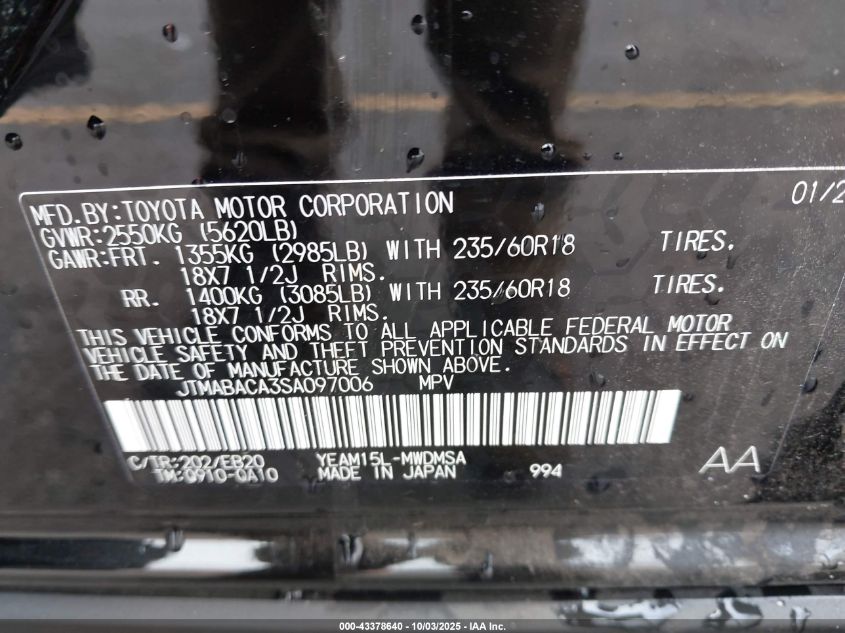 MFD.BY:TOYOTA MOTOR CORPORATION 01/2
GVWR:2550KG (5620LB)
GAWR:FRT. 1355KG (2985LB) WITH 235/60R18 TIRES.
18X7 1/2J RIMS.
RR. 1400KG (3085LB) WITH 235/60R18 TIRES.
18X7 1/2J RIMS.
THIS VEHICLE CONFORMS TO ALL APPLICABLE FEDERAL MOTOR
VEHICLE SAFETY AND THEFT PREVENTION STANDARDS IN EFFECT ON
THE DATE OF MANUFACTURE SHOWN ABOVE.
JTMABACA3SA097006 MPV
C/TR:202/EB20 YEAM15L-MWDMSA
TM:Q910-0A10 MADE IN JAPAN 994 AA
000-43378640 - 10/03/2025 - IAA Inc.